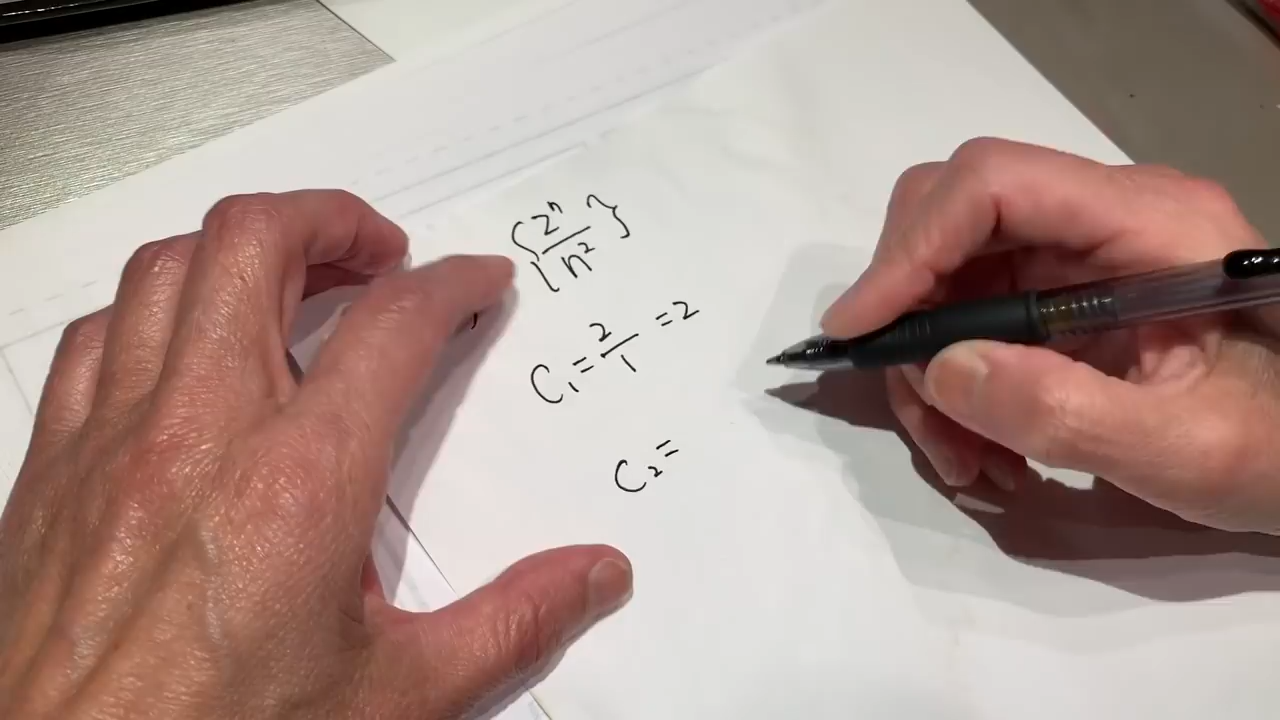 {2ⁿ/n²}
C₁ = 2/1 = 2
C₂ =